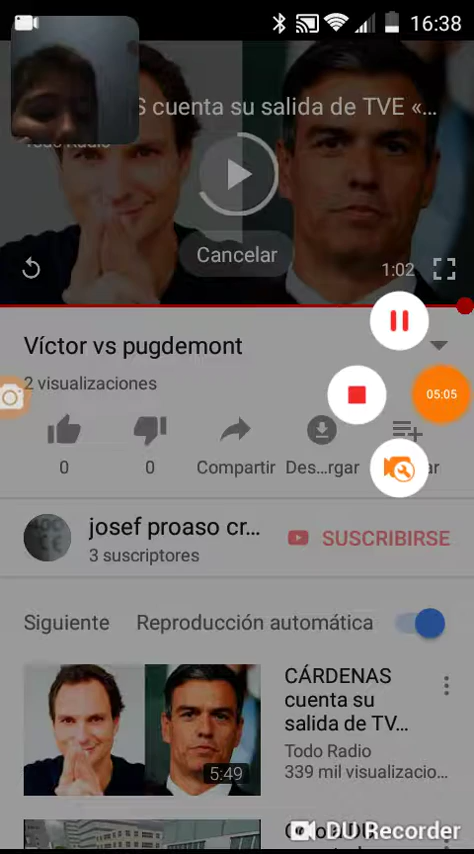 16:38
S cuenta su salida de TVE «...
Todo Radio
Cancelar
1:02
Víctor vs pugdemont
2 visualizaciones
05:05
0
0
Compartir
Des...rgar
ar
josef proaso cr...
3 suscriptores
SUSCRIBIRSE
Siguiente
Reproducción automática
CÁRDENAS
cuenta su
salida de TV...
Todo Radio
339 mil visualizacio...
5:49
DU Recorder